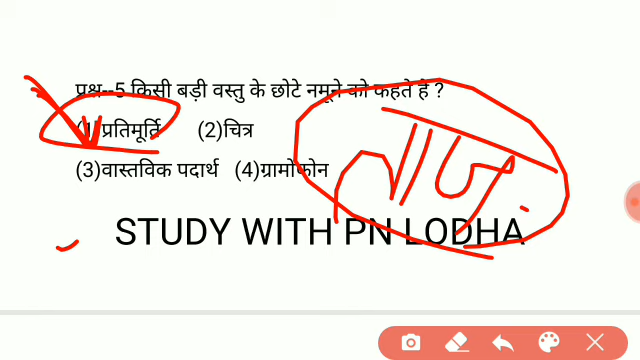 प्रश्न--5 किसी बड़ी वस्तु के छोटे नमूने को कहते हैं ?
(1)प्रतिमूर्ति (2)चित्र
(3)वास्तविक पदार्थ (4)ग्रामोफोन
STUDY WITH PN LODHA